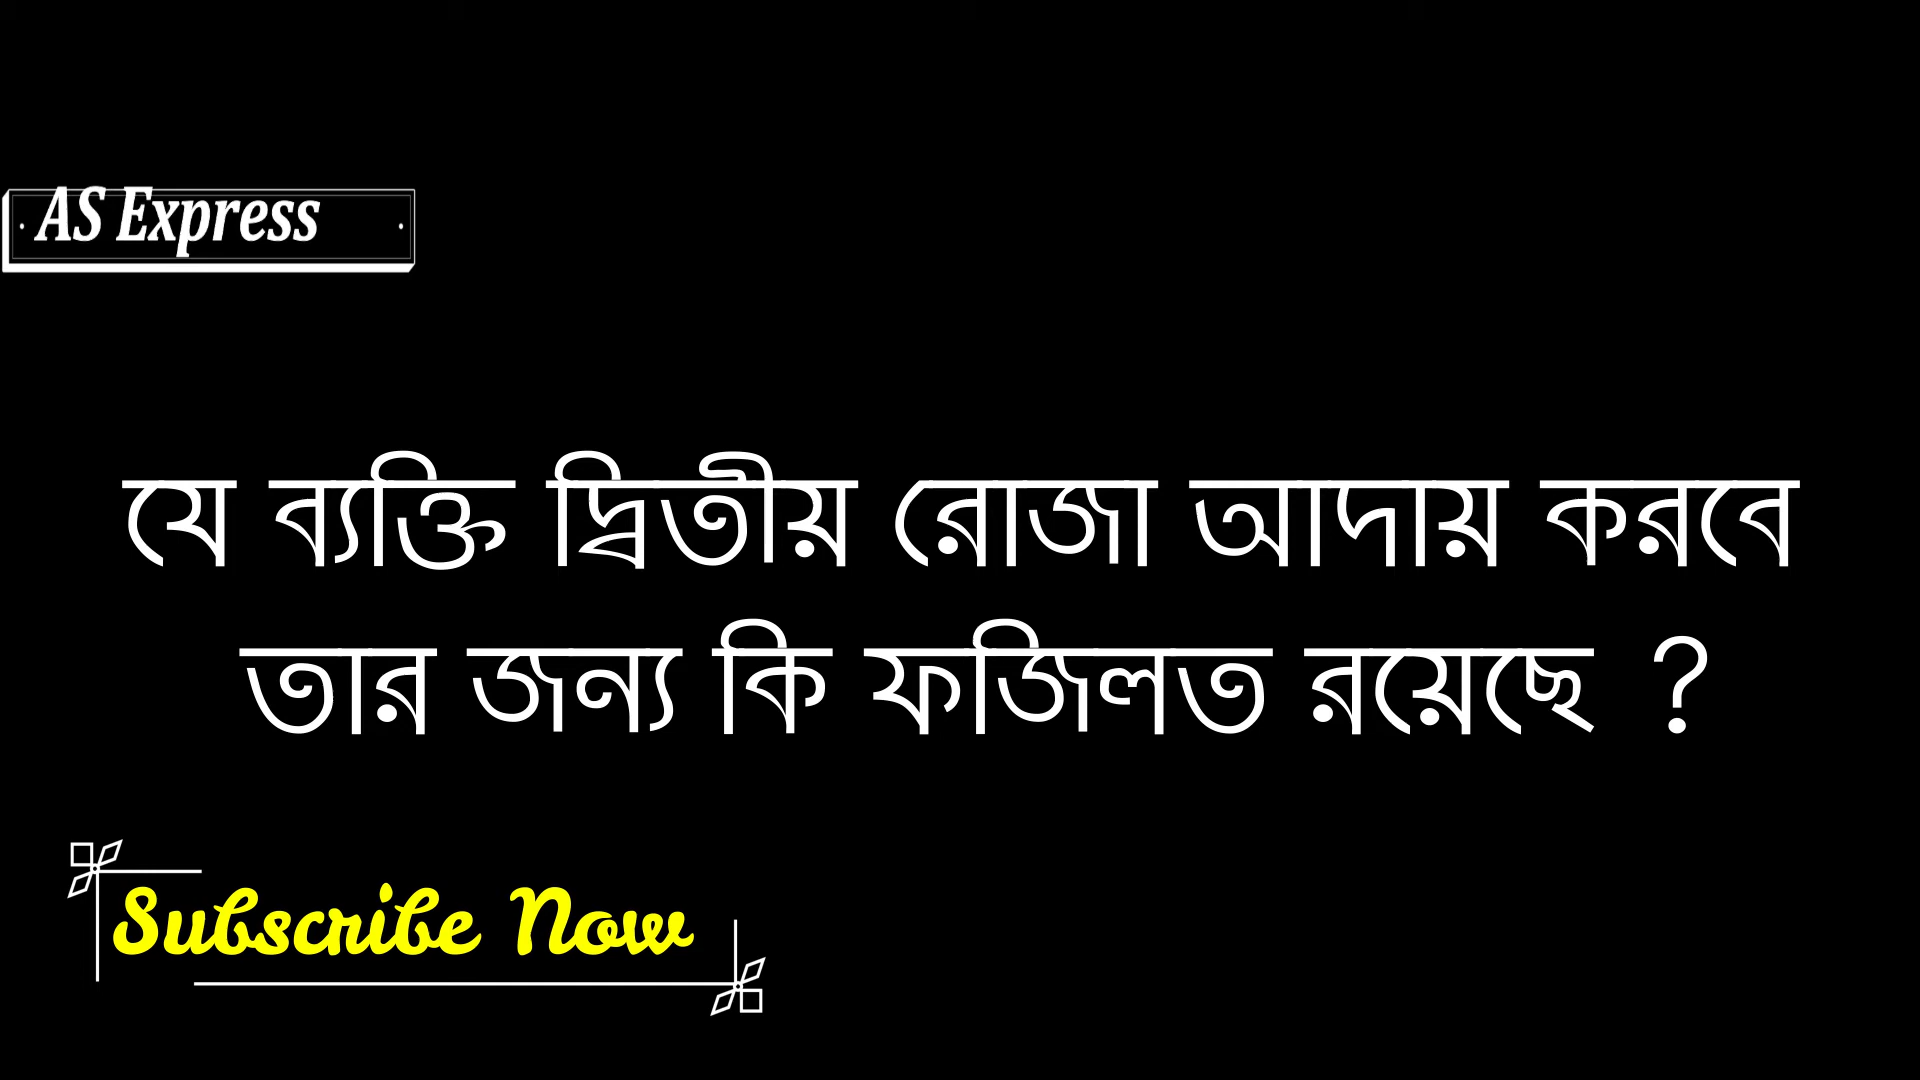 AS Express
যে ব্যক্তি দ্বিতীয় রোজা আদায় করবে
তার জন্য কি ফজিলত রয়েছে ?
Subscribe Now